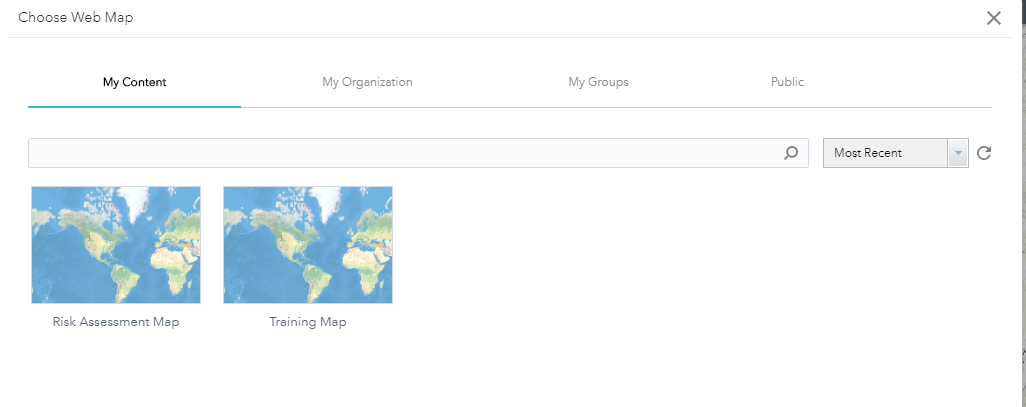 Choose Web Map
My Content My Organization My Groups Public
Most Recent
Risk Assessment Map Training Map